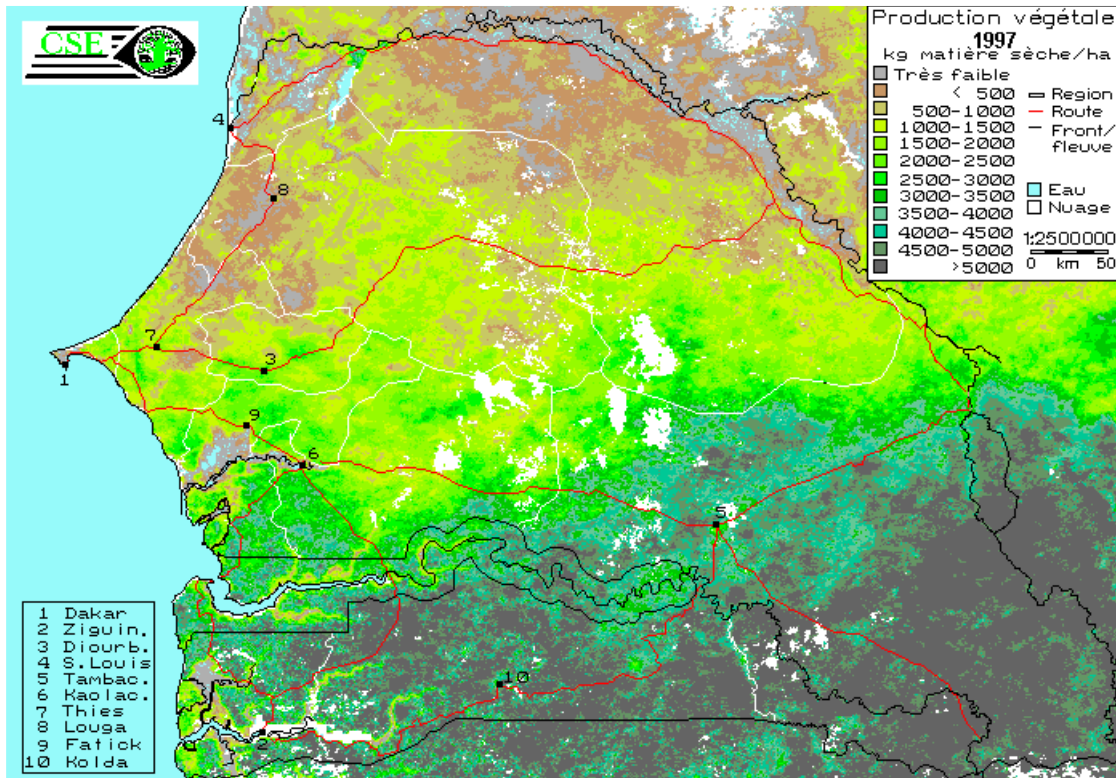 CSE
Production végétale
1997
kg matière sèche/ha
Très faible
< 500
500-1000
1000-1500
1500-2000
2000-2500
2500-3000
3000-3500
3500-4000
4000-4500
4500-5000
>5000
Region
Route
Front/
fleuve
Eau
Nuage
1:2500000
0 km 50
4
8
7
3
1
9
6
5
10
2
1 Dakar
2 Ziguin.
3 Diourb.
4 S.Louis
5 Tambac.
6 Kaolac.
7 Thies
8 Louga
9 Fatick
10 Kolda